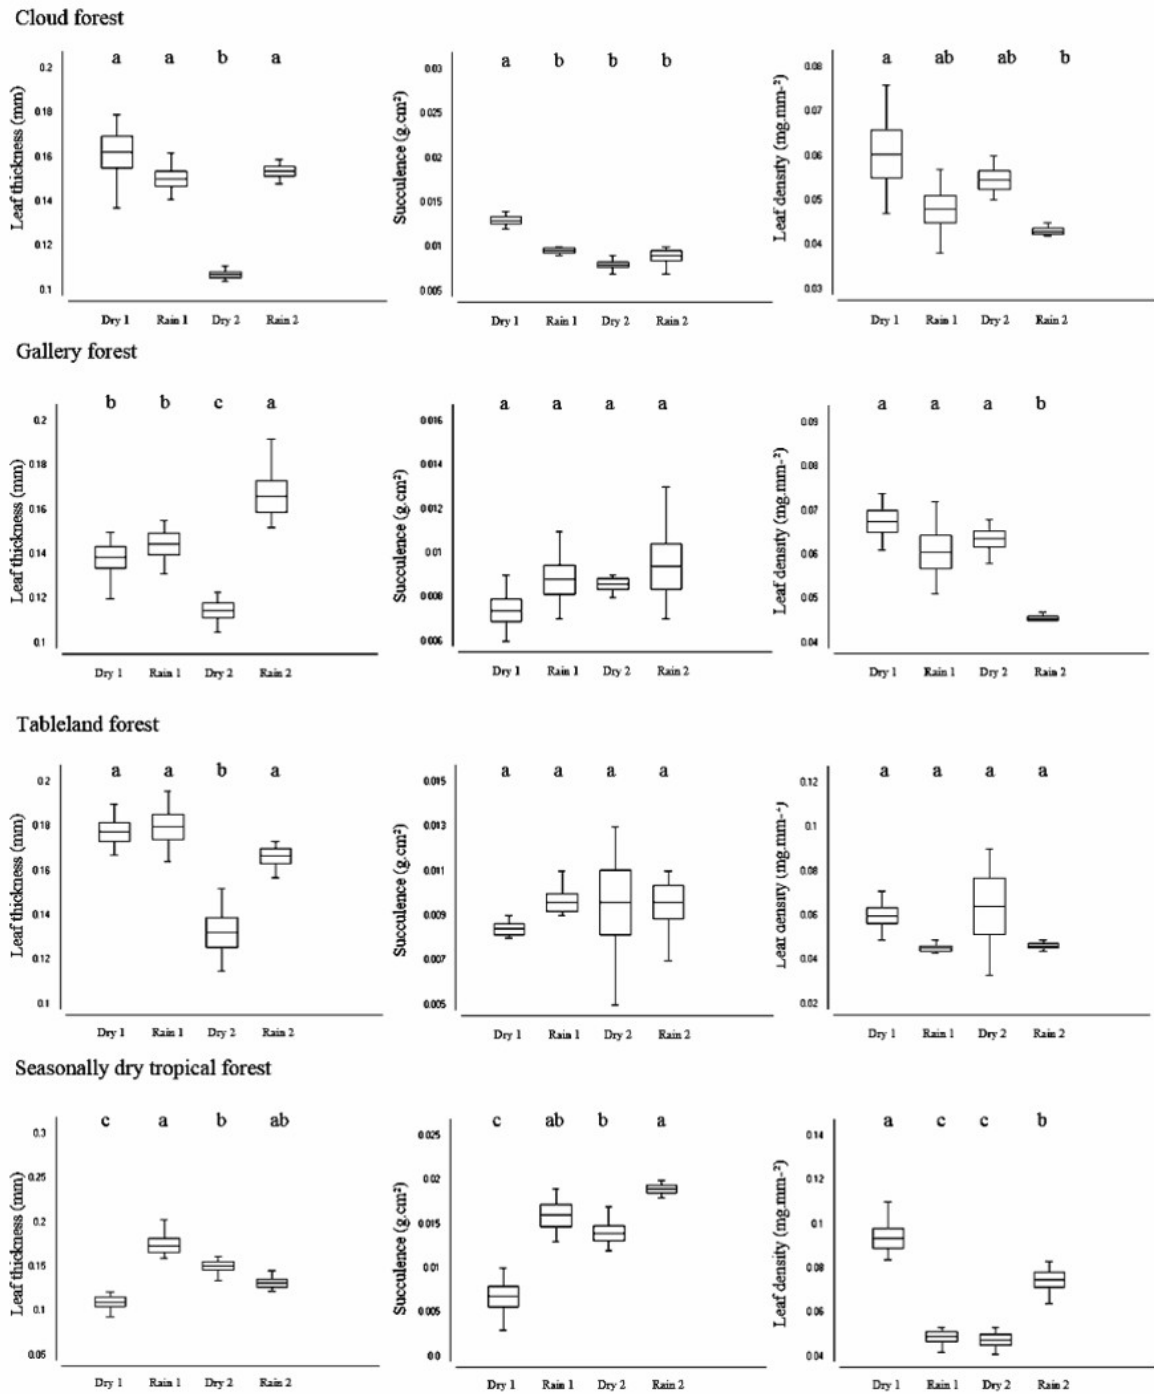 Cloud forest
a a b a
Leaf thickness (mm)
0.2
0.18
0.16
0.14
0.12
0.1
Dry 1 Rain 1 Dry 2 Rain 2
a b b b
Succulence (g.cm²)
0.03
0.025
0.02
0.015
0.01
0.005
Dry 1 Rain 1 Dry 2 Rain 2
a ab ab b
Leaf density (mg.mm-²)
0.08
0.07
0.06
0.05
0.04
0.03
Dry 1 Rain 1 Dry 2 Rain 2
Gallery forest
b b c a
Leaf thickness (mm)
0.2
0.18
0.16
0.14
0.12
0.1
Dry 1 Rain 1 Dry 2 Rain 2
a a a a
Succulence (g.cm²)
0.016
0.014
0.012
0.01
0.008
0.006
Dry 1 Rain 1 Dry 2 Rain 2
a a a b
Leaf density (mg.mm-²)
0.09
0.08
0.07
0.06
0.05
0.04
Dry 1 Rain 1 Dry 2 Rain 2
Tableland forest
a a b a
Leaf thickness (mm)
0.2
0.18
0.16
0.14
0.12
0.1
Dry 1 Rain 1 Dry 2 Rain 2
a a a a
Succulence (g.cm²)
0.015
0.013
0.011
0.009
0.007
0.005
Dry 1 Rain 1 Dry 2 Rain 2
a a a a
Leaf density (mg.mm-²)
0.12
0.1
0.08
0.06
0.04
0.02
Dry 1 Rain 1 Dry 2 Rain 2
Seasonally dry tropical forest
c a b ab
Leaf thickness (mm)
0.3
0.25
0.2
0.15
0.1
0.05
Dry 1 Rain 1 Dry 2 Rain 2
c ab b a
Succulence (g.cm²)
0.025
0.02
0.015
0.01
0.005
0.0
Dry 1 Rain 1 Dry 2 Rain 2
a c c b
Leaf density (mg.mm-²)
0.14
0.12
0.1
0.08
0.06
0.04
Dry 1 Rain 1 Dry 2 Rain 2